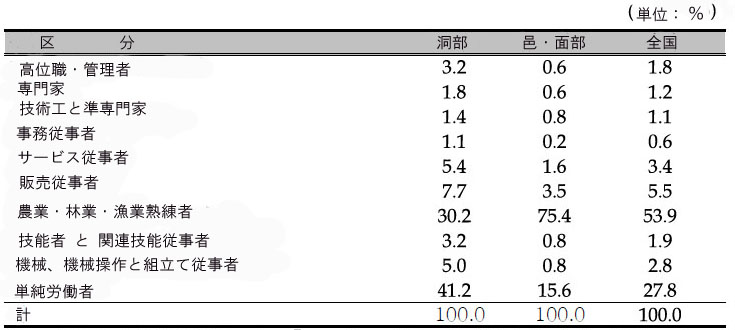 (単位：%)
区 分 洞部 邑・面部 全国
高位職・管理者 3.2 0.6 1.8
専門家 1.8 0.6 1.2
技術工と準専門家 1.4 0.8 1.1
事務従事者 1.1 0.2 0.6
サービス従事者 5.4 1.6 3.4
販売従事者 7.7 3.5 5.5
農業・林業・漁業熟練者 30.2 75.4 53.9
技能者 と 関連技能従事者 3.2 0.8 1.9
機械、機械操作と組立て従事者 5.0 0.8 2.8
単純労働者 41.2 15.6 27.8
計 100.0 100.0 100.0